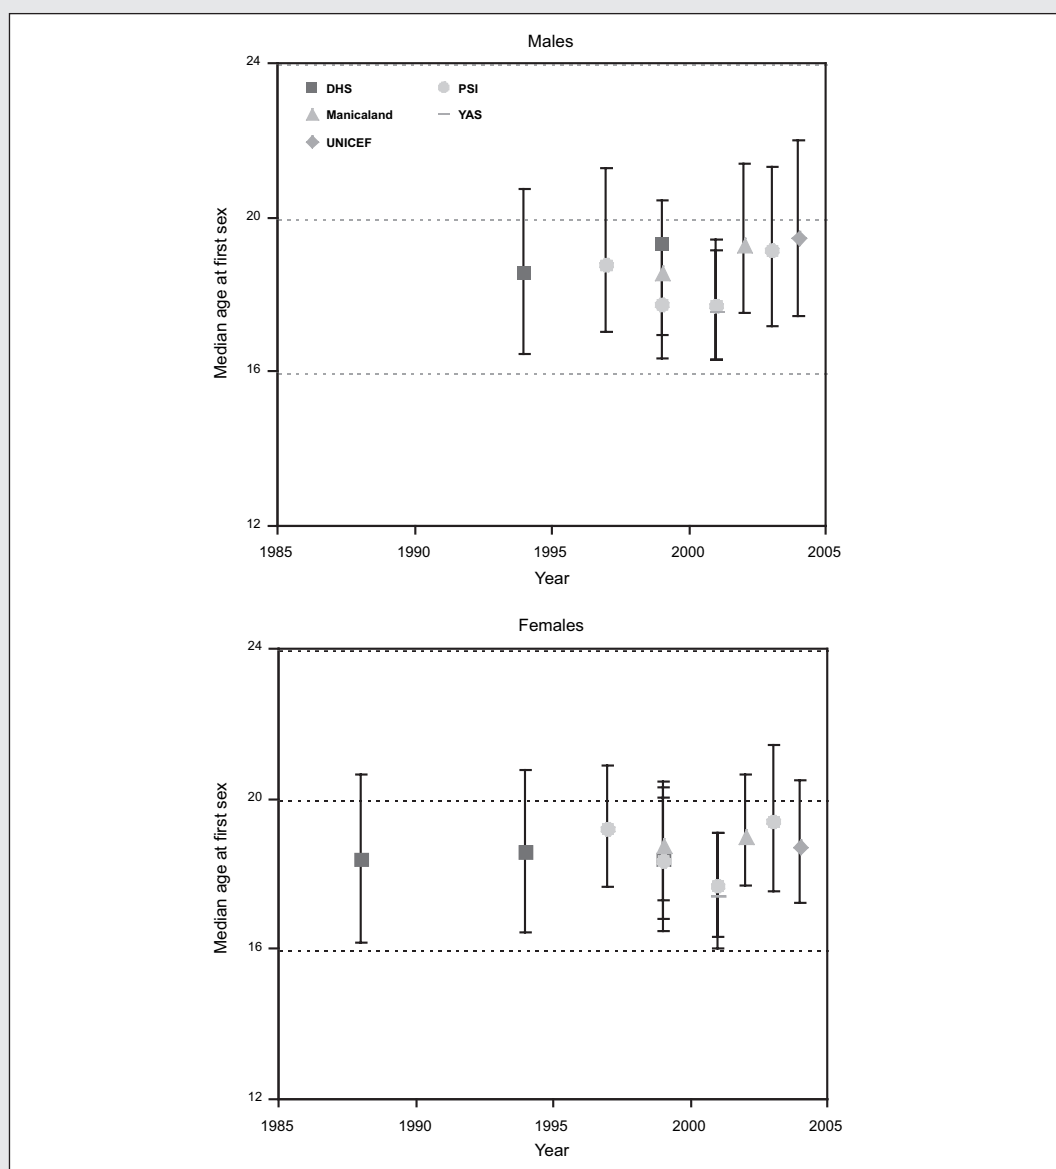 Males
24
DHS PSI
Manicaland YAS
UNICEF
20
Median age at first sex
16
12
1985 1990 1995 2000 2005
Year
Females
24
20
Median age at first sex
16
12
1985 1990 1995 2000 2005
Year